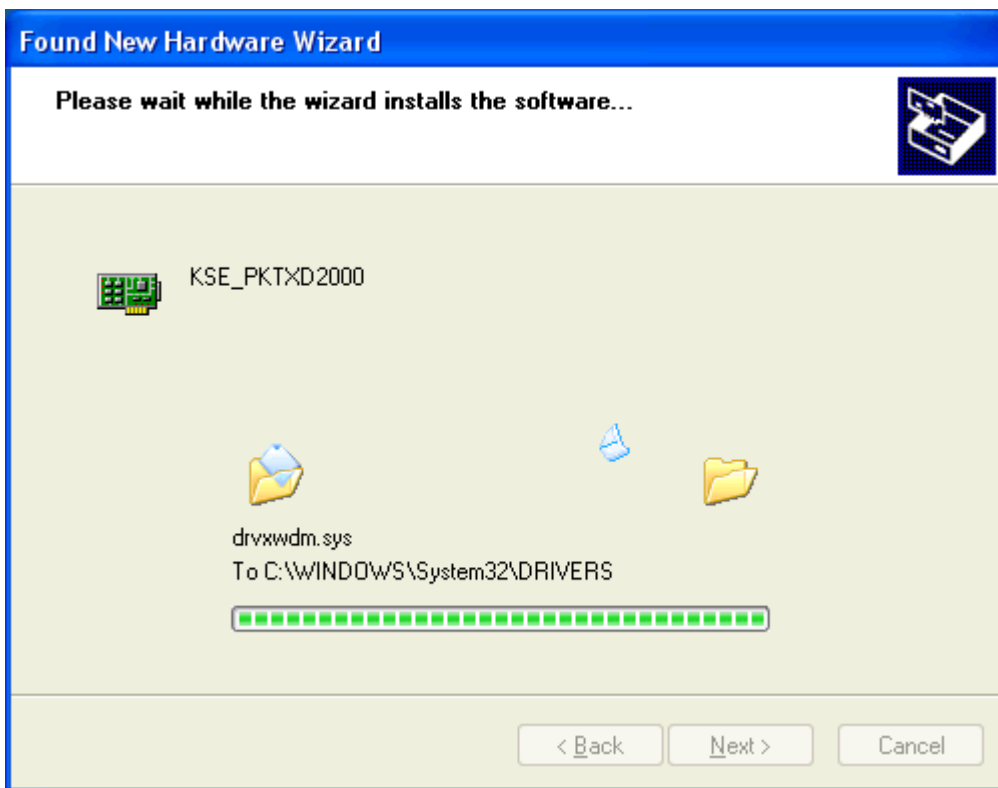 Found New Hardware Wizard
Please wait while the wizard installs the software...
KSE_PKTXD2000
drvxwdm.sys
To C:\WINDOWS\System32\DRIVERS
< Back Next > Cancel